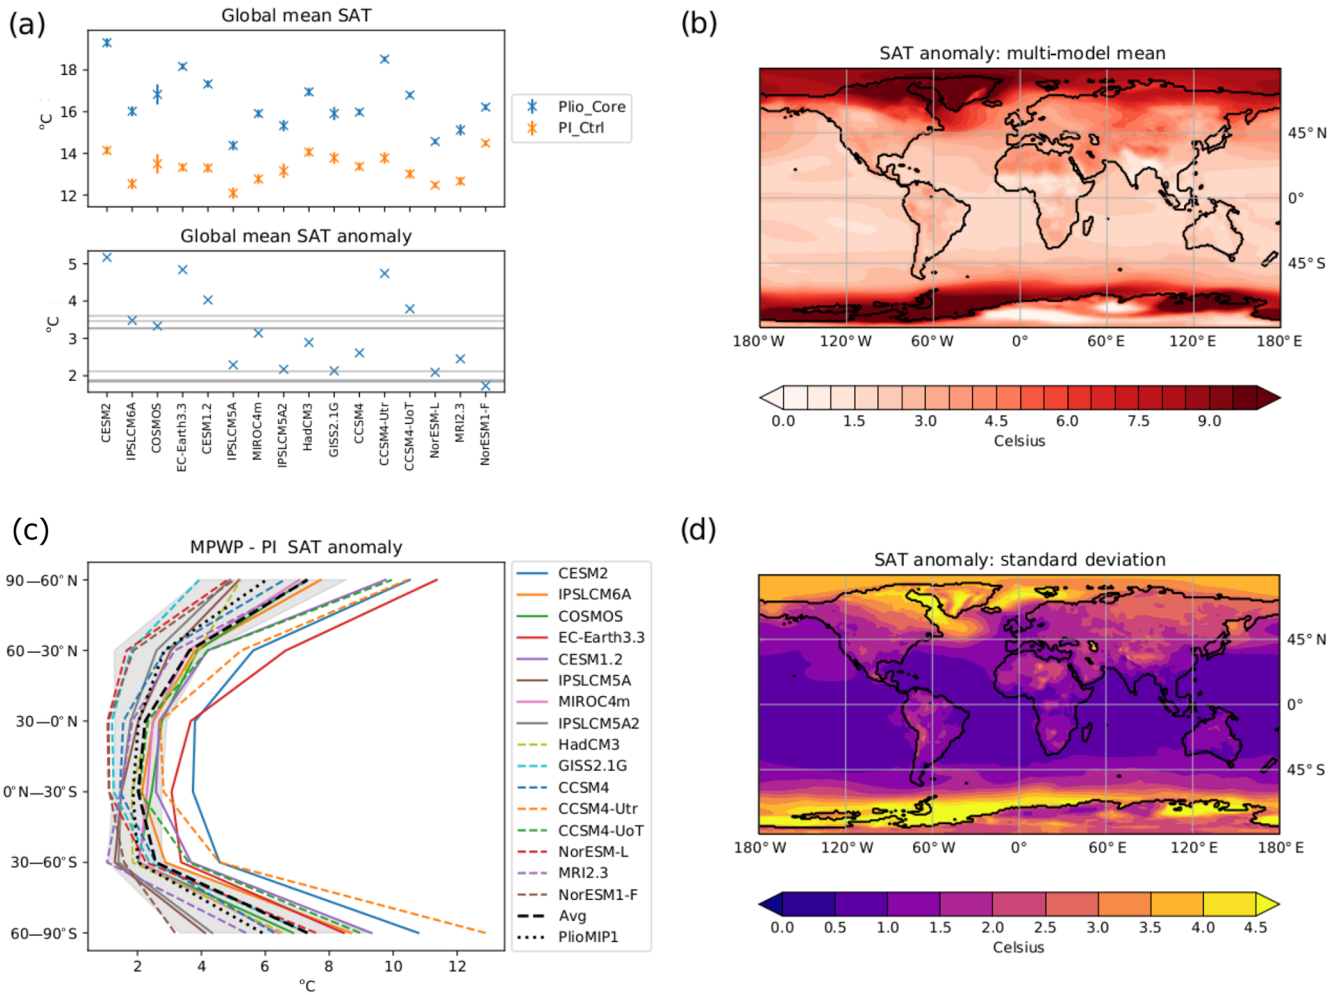 (a)
Global mean SAT
18
16
14
12
°C
Plio_Core
PI_Ctrl
Global mean SAT anomaly
5
4
3
2
°C
CESM2
IPSLCM6A
COSMOS
EC-Earth3.3
CESM1.2
IPSLCM5A
MIROC4m
IPSLCM5A2
HadCM3
GISS2.1G
CCSM4
CCSM4-Utr
CCSM4-UoT
NorESM-L
MRI2.3
NorESM1-F
(b)
SAT anomaly: multi-model mean
45°N
0°
45°S
180°W 120°W 60°W 0° 60°E 120°E 180°E
0.0 1.5 3.0 4.5 6.0 7.5 9.0
Celsius
(c)
MPWP - PI SAT anomaly
90—60°N
60—30°N
30—0°N
0°N—30°S
30—60°S
60—90°S
2 4 6 8 10 12
°C
CESM2
IPSLCM6A
COSMOS
EC-Earth3.3
CESM1.2
IPSLCM5A
MIROC4m
IPSLCM5A2
HadCM3
GISS2.1G
CCSM4
CCSM4-Utr
CCSM4-UoT
NorESM-L
MRI2.3
NorESM1-F
Avg
PlioMIP1
(d)
SAT anomaly: standard deviation
45°N
0°
45°S
180°W 120°W 60°W 0° 60°E 120°E 180°E
0.0 0.5 1.0 1.5 2.0 2.5 3.0 3.5 4.0 4.5
Celsius